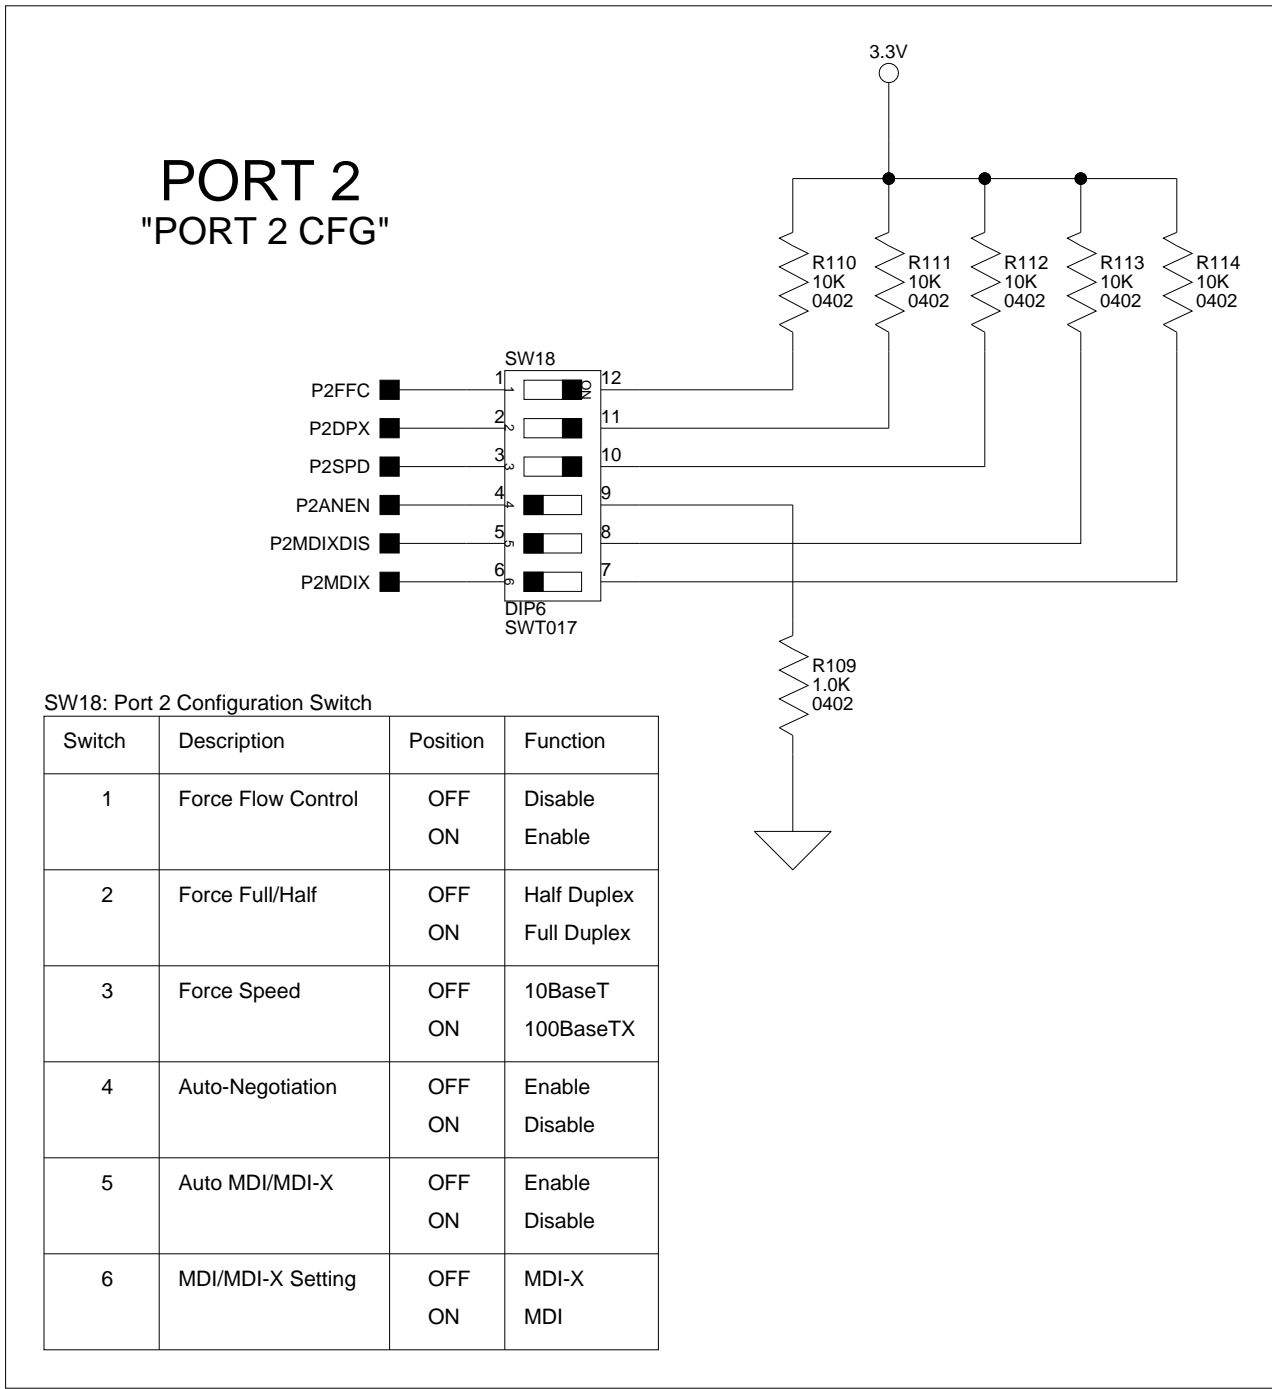 3.3V
PORT 2
"PORT 2 CFG"
R110
10K
0402
R111
10K
0402
R112
10K
0402
R113
10K
0402
R114
10K
0402
SW18
P2FFC 1 1 ON 12
P2DPX 2 2 11
P2SPD 3 3 10
P2ANEN 4 4 9
P2MDIXDIS 5 5 8
P2MDIX 6 6 7
DIP6
SWT017
R109
1.0K
0402
SW18: Port 2 Configuration Switch
Switch Description Position Function
1 Force Flow Control OFF Disable
ON Enable
2 Force Full/Half OFF Half Duplex
ON Full Duplex
3 Force Speed OFF 10BaseT
ON 100BaseTX
4 Auto-Negotiation OFF Enable
ON Disable
5 Auto MDI/MDI-X OFF Enable
ON Disable
6 MDI/MDI-X Setting OFF MDI-X
ON MDI